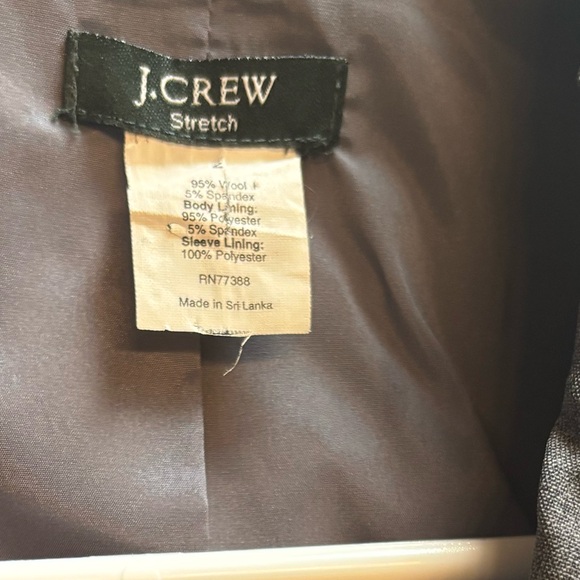 J.CREW
Stretch
2
95% Wool
5% Spandex
Body Lining:
95% Polyester
5% Spandex
Sleeve Lining:
100% Polyester
RN77388
Made in Sri Lanka